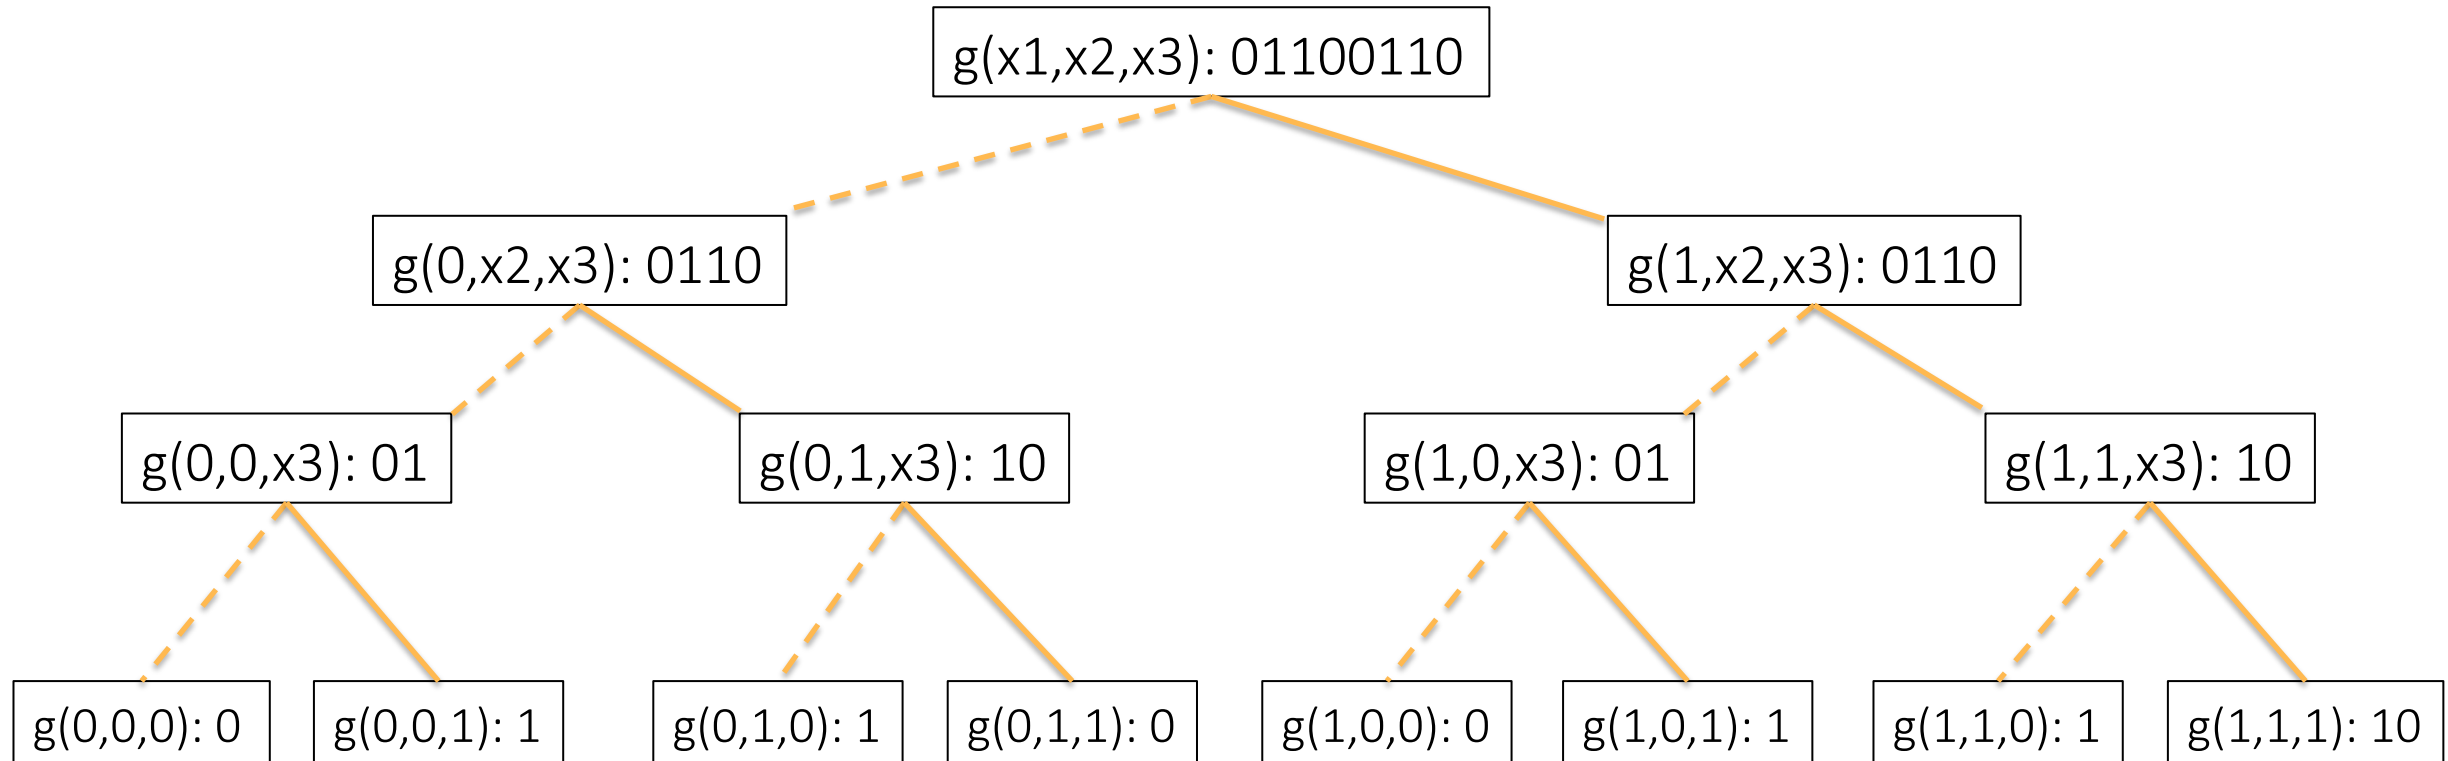 g(x1,x2,x3): 01100110
g(0,x2,x3): 0110
g(1,x2,x3): 0110
g(0,0,x3): 01
g(0,1,x3): 10
g(1,0,x3): 01
g(1,1,x3): 10
g(0,0,0): 0
g(0,0,1): 1
g(0,1,0): 1
g(0,1,1): 0
g(1,0,0): 0
g(1,0,1): 1
g(1,1,0): 1
g(1,1,1): 10